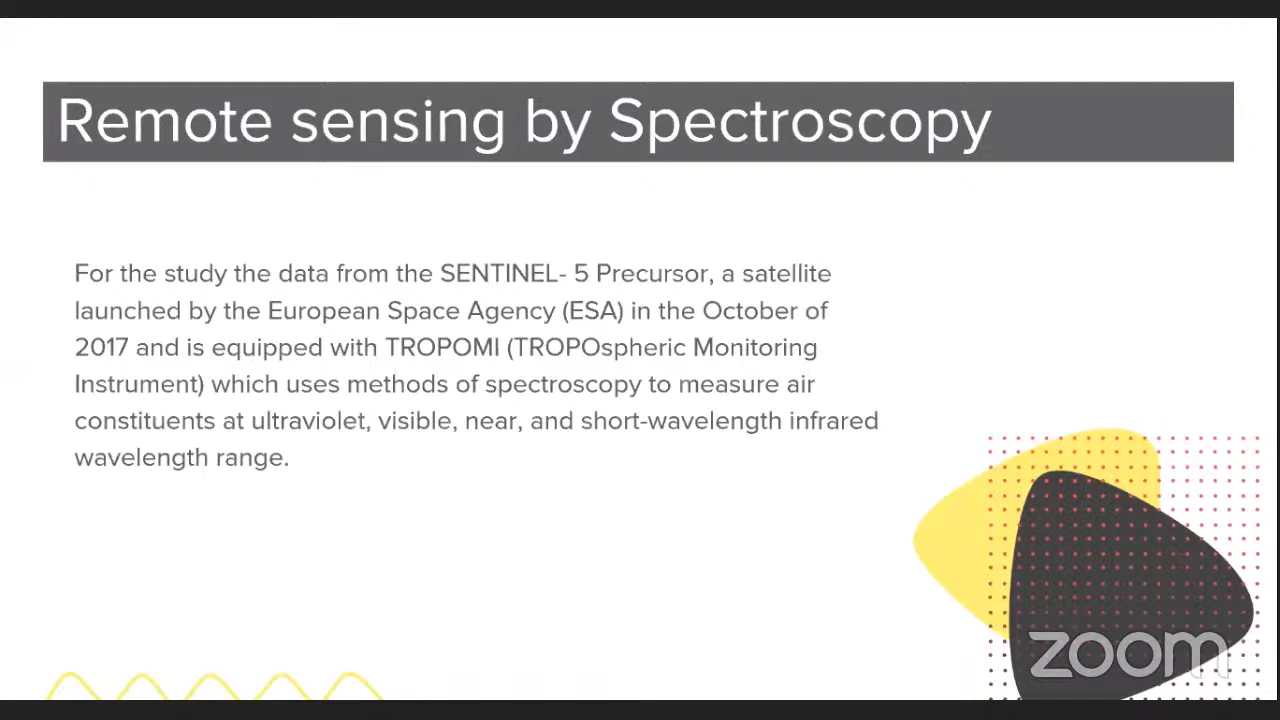 Remote sensing by Spectroscopy
For the study the data from the SENTINEL- 5 Precursor, a satellite
launched by the European Space Agency (ESA) in the October of
2017 and is equipped with TROPOMI (TROPOspheric Monitoring
Instrument) which uses methods of spectroscopy to measure air
constituents at ultraviolet, visible, near, and short-wavelength infrared
wavelength range.
zoom